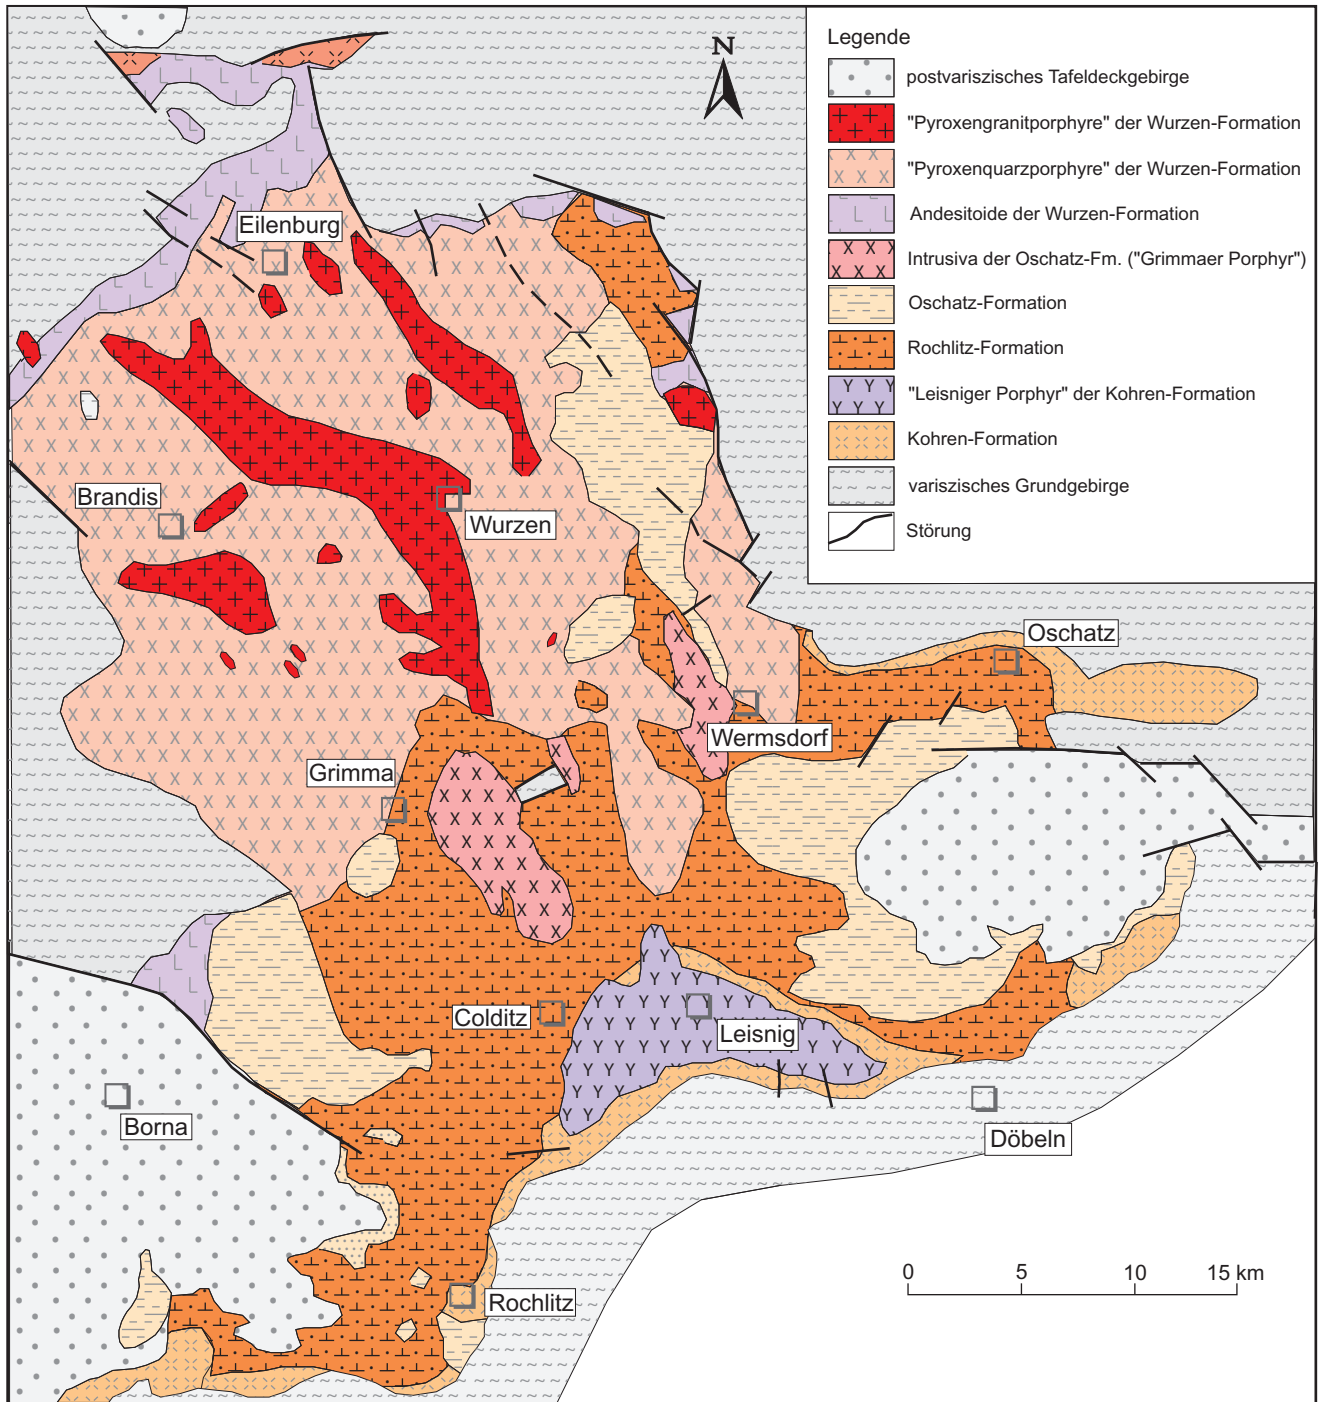 N
Legende
postvariszisches Tafeldeckgebirge
"Pyroxengranitporphyre" der Wurzen-Formation
"Pyroxenquarzporphyre" der Wurzen-Formation
Andesitoide der Wurzen-Formation
Intrusiva der Oschatz-Fm. ("Grimmaer Porphyr")
Oschatz-Formation
Rochlitz-Formation
"Leisniger Porphyr" der Kohren-Formation
Kohren-Formation
variszisches Grundgebirge
Störung
Eilenburg
Brandis
Wurzen
Oschatz
Wermsdorf
Grimma
Colditz
Leisnig
Borna
Döbeln
Rochlitz
0 5 10 15 km